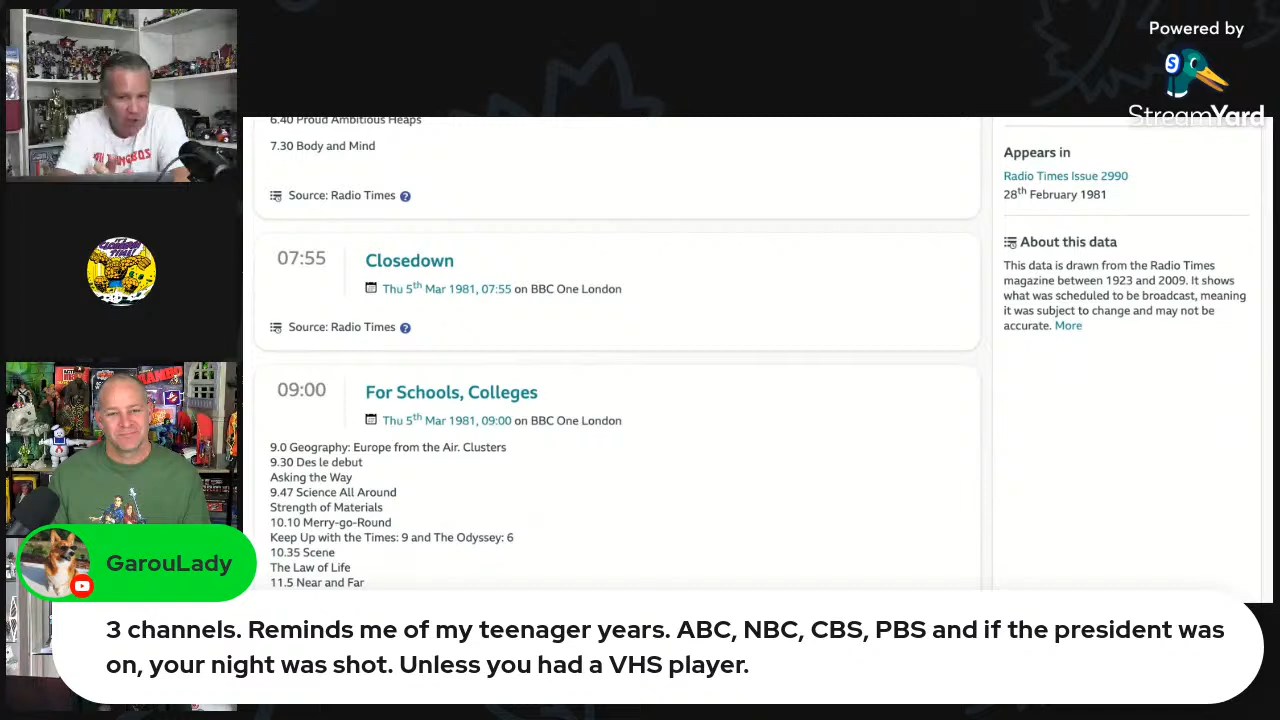 Powered by
StreamYard
6.40 Proud Ambitious Heaps
7.30 Body and Mind
Source: Radio Times ?
07:55 Closedown
Thu 5th Mar 1981, 07:55 on BBC One London
Source: Radio Times ?
09:00 For Schools, Colleges
Thu 5th Mar 1981, 09:00 on BBC One London
9.0 Geography: Europe from the Air. Clusters
9.30 Des le debut
Asking the Way
9.47 Science All Around
Strength of Materials
10.10 Merry-go-Round
Keep Up with the Times: 9 and The Odyssey: 6
10.35 Scene
The Law of Life
11.5 Near and Far
Appears in
Radio Times Issue 2990
28th February 1981
About this data
This data is drawn from the Radio Times
magazine between 1923 and 2009. It shows
what was scheduled to be broadcast, meaning
it was subject to change and may not be
accurate. More
GarouLady
3 channels. Reminds me of my teenager years. ABC, NBC, CBS, PBS and if the president was
on, your night was shot. Unless you had a VHS player.